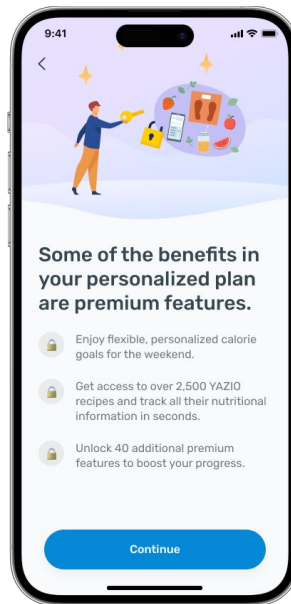 9:41
Some of the benefits in
your personalized plan
are premium features.
Enjoy flexible, personalized calorie
goals for the weekend.
Get access to over 2,500 YAZIO
recipes and track all their nutritional
information in seconds.
Unlock 40 additional premium
features to boost your progress.
Continue